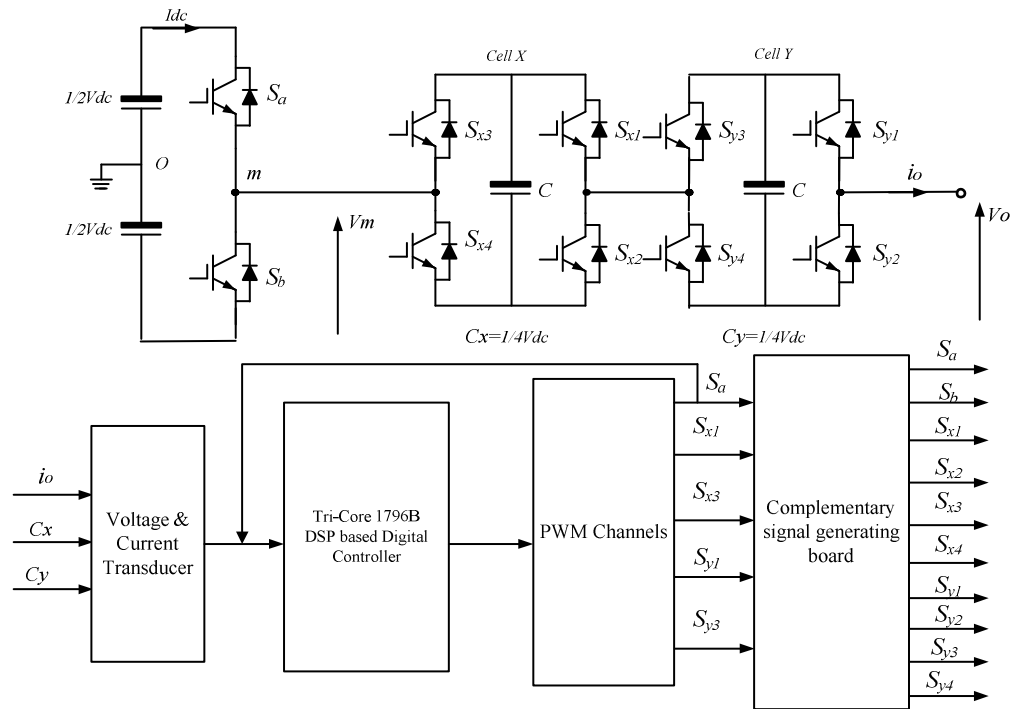 Idc
Cell X
Cell Y
1/2Vdc
Sa
Sx3
Sx1
Sy3
Sy1
O
m
C
C
io
1/2Vdc
Vm
Vo
Sb
Sx4
Sx2
Sy4
Sy2
Cx=1/4Vdc
Cy=1/4Vdc
io
Cx
Cy
Voltage &
Current
Transducer
Tri-Core 1796B
DSP based Digital
Controller
PWM Channels
Sa
Sx1
Sx3
Sy1
Sy3
Complementary
signal generating
board
Sa
Sb
Sx1
Sx2
Sx3
Sx4
Sy1
Sy2
Sy3
Sy4